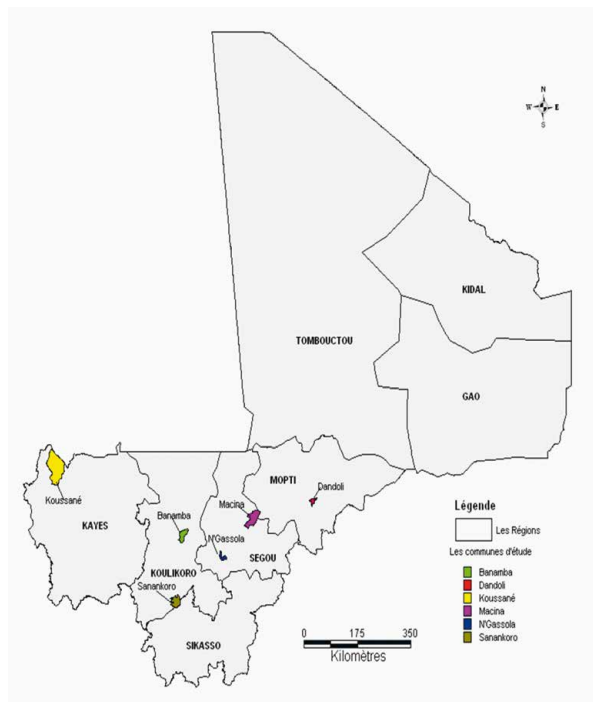 N
W E
S
KIDAL
TOMBOUCTOU
GAO
MOPTI
Dandoli
Koussané
Macina
Légende
KAYES
Banamba
Les Régions
N'Gassola
SEGOU
Les communes d'étude
KOULIKORO
Banamba
Sanankoro
Dandoli
Koussané
Macina
N'Gassola
Sanankoro
SIKASSO
0 175 350
Kilomètres